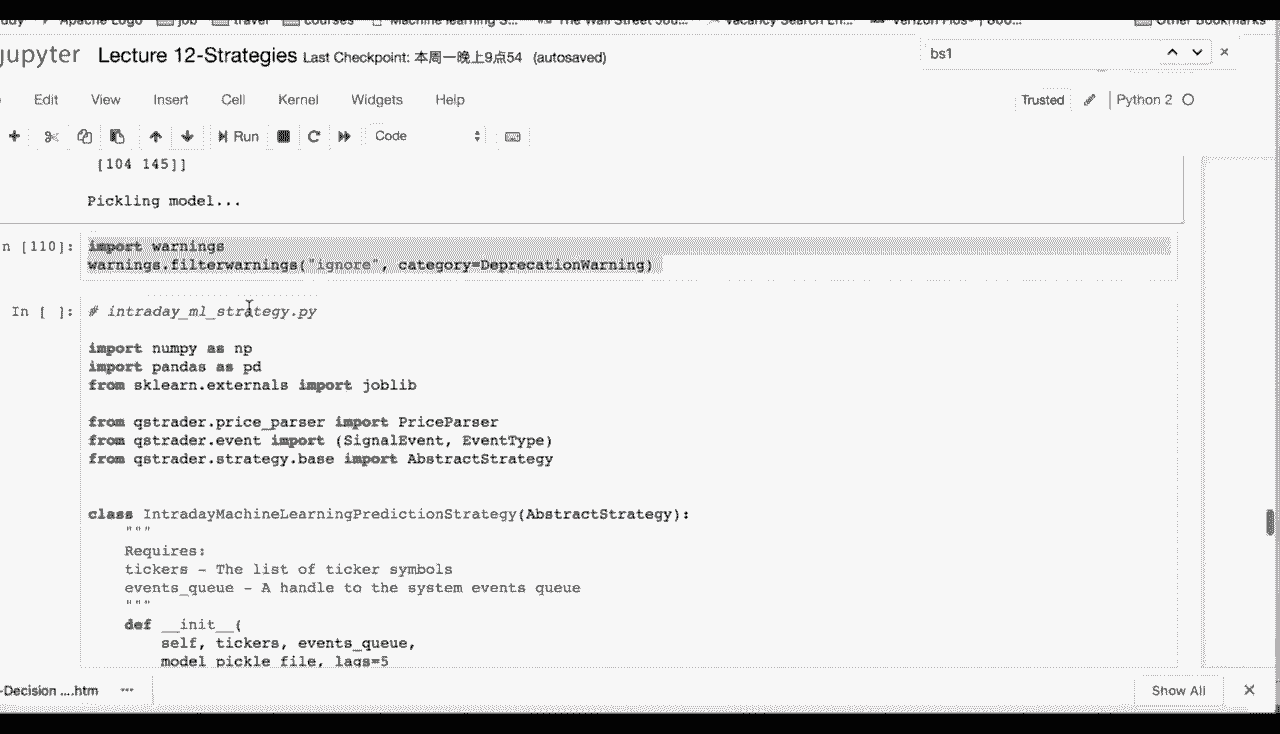 Apache Logo job travel courses Machine learning S... The Wall Street Jou... Vacancy Search En... Verizon Plus Other Bookmarks
jupyter Lecture 12-Strategies Last Checkpoint: 本周一晚上9点54 (autosaved)
bs1
Edit View Insert Cell Kernel Widgets Help
Trusted Python 2
Run Code
[104 145]]
Pickling model...
n [110]: import warnings
warnings.filterwarnings("ignore", category=DeprecationWarning)
In [ ]: # intraday_ml_strategy.py
import numpy as np
import pandas as pd
from sklearn.externals import joblib
from qstrader.price_parser import PriceParser
from qstrader.event import (SignalEvent, EventType)
from qstrader.strategy.base import AbstractStrategy
class IntradayMachineLearningPredictionStrategy(AbstractStrategy):
"""
Requires:
tickers - The list of ticker symbols
events_queue - A handle to the system events queue
"""
def __init__(
self, tickers, events_queue,
model_pickle_file, lags=5
-Decision ....htm
Show All